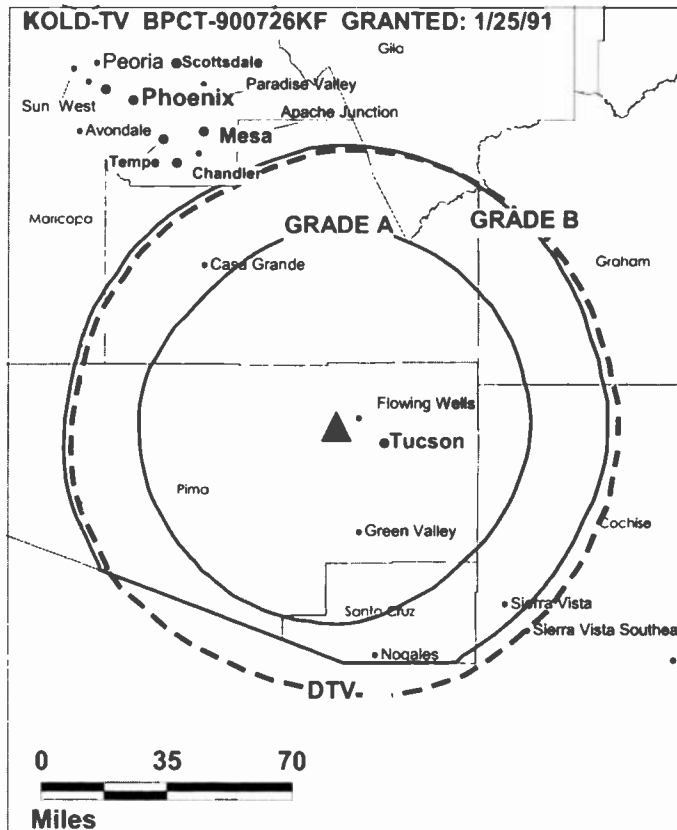 KOLD-TV BPCT-900726KF GRANTED: 1/25/91
Gila
Peoria
Scottsdale
Sun West
Phoenix
Paradise Valley
Apache Junction
Avondale
Mesa
Tempe
Chandler
Maricopa
GRADE A
GRADE B
Casa Grande
Graham
Flowing Wells
Tucson
Pima
Green Valley
Cochise
Santa Cruz
Sierra Vista
Sierra Vista Southea
Nogales
DTV-
0 35 70
Miles